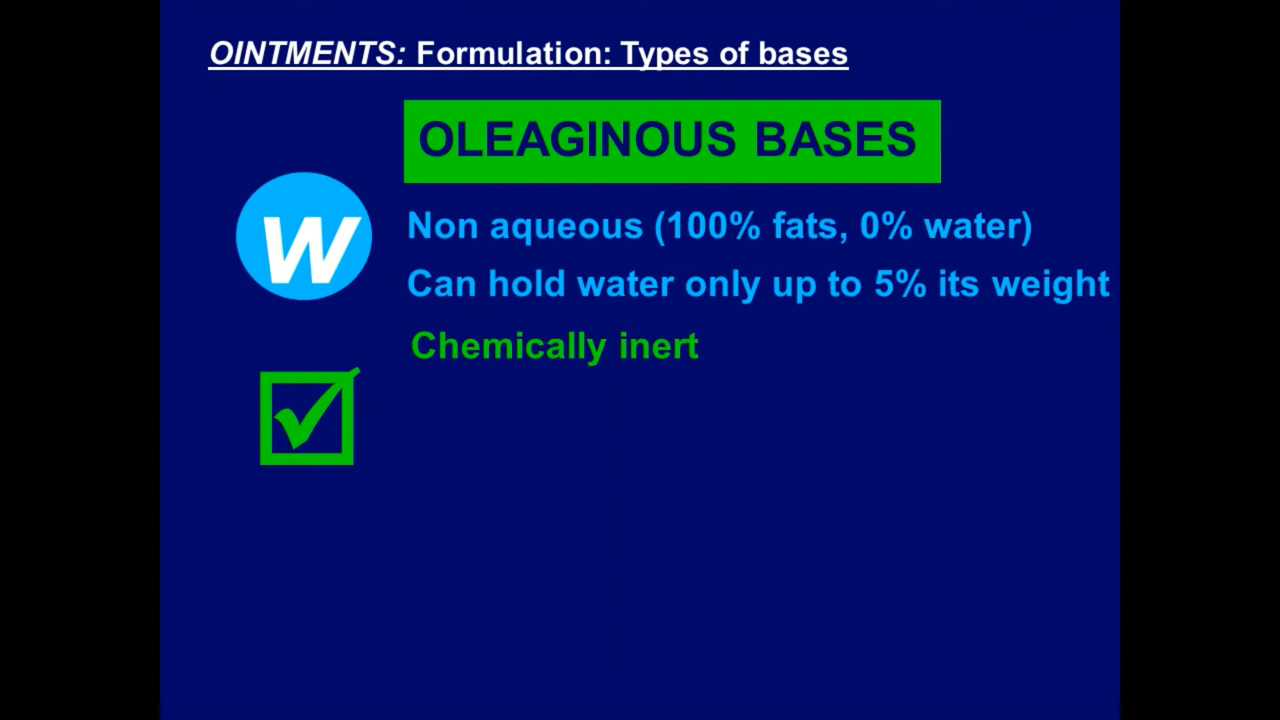 OINTMENTS: Formulation: Types of bases
OLEAGINOUS BASES
W
Non aqueous (100% fats, 0% water)
Can hold water only up to 5% its weight
Chemically inert